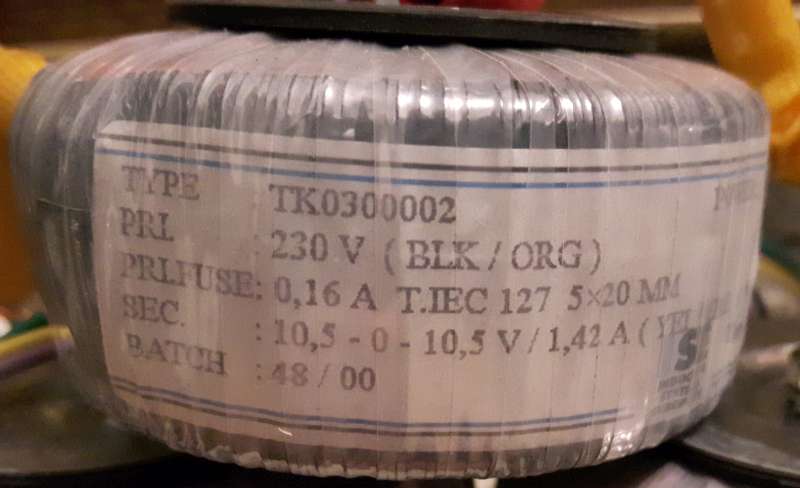 TYPE : TK0300002
PRI. : 230 V ( BLK / ORG )
PRI.FUSE: 0,16 A T.IEC 127 5×20 MM
SEC. : 10,5 - 0 - 10,5 V / 1,42 A ( YEL /
BATCH : 48 / 00
S